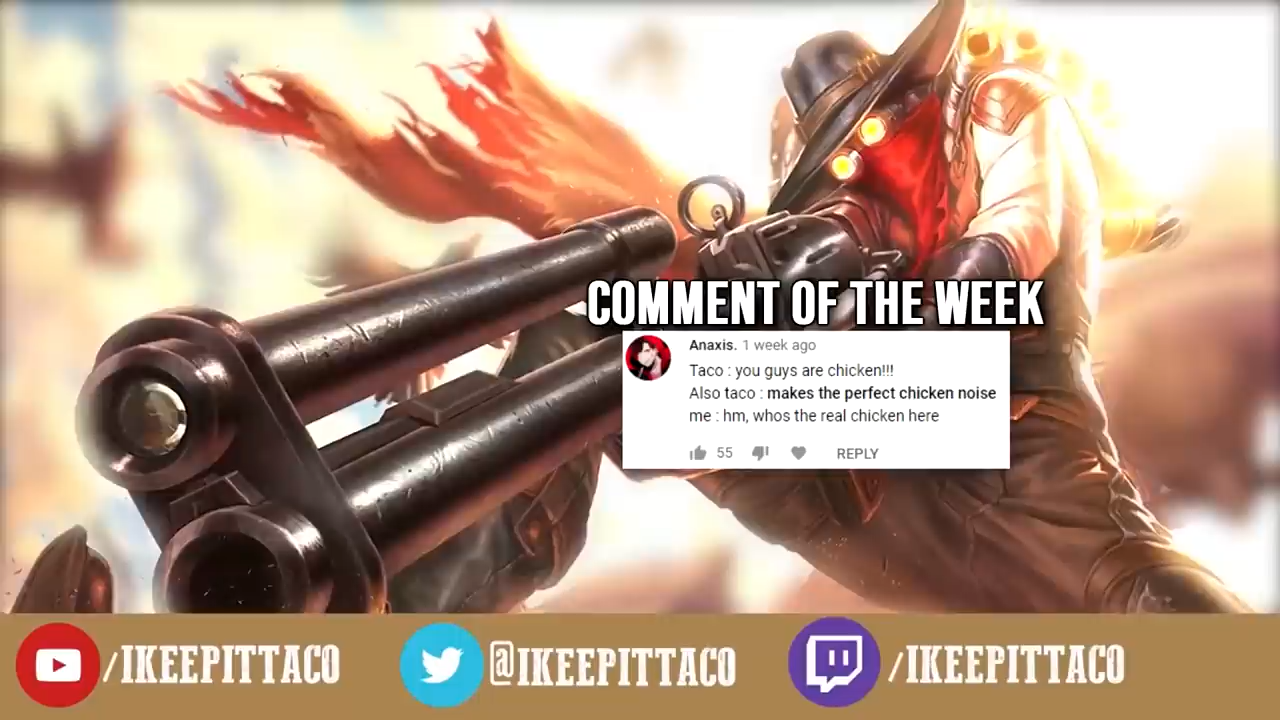 COMMENT OF THE WEEK
Anaxis. 1 week ago
Taco : you guys are chicken!!!
Also taco : makes the perfect chicken noise
me : hm, whos the real chicken here
55 REPLY
/IKEEPITTACO @IKEEPITTACO /IKEEPITTACO